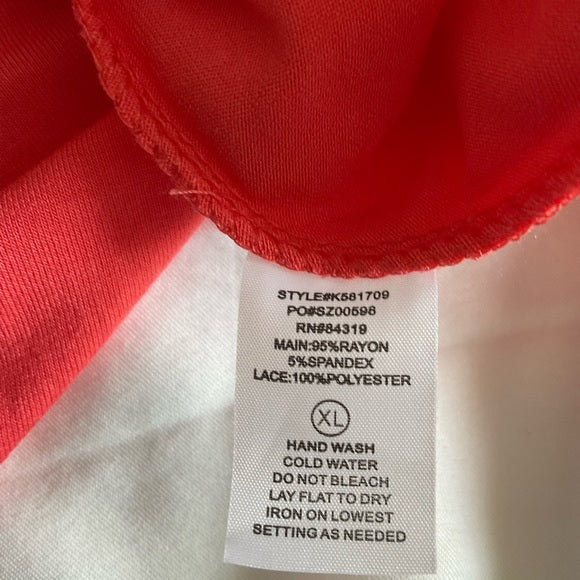 STYLE#K581709
PO#SZ00596
RN#84319
MAIN:95%RAYON
5%SPANDEX
LACE:100%POLYESTER
XL
HAND WASH
COLD WATER
DO NOT BLEACH
LAY FLAT TO DRY
IRON ON LOWEST
SETTING AS NEEDED